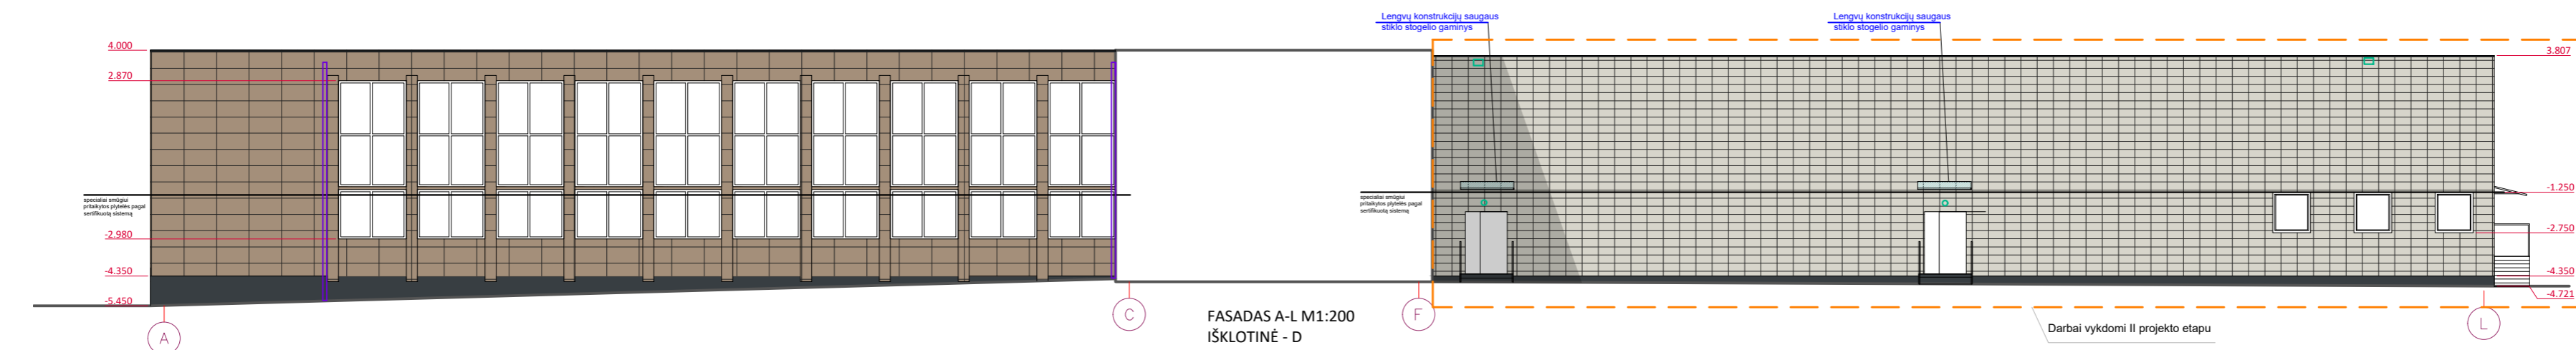 Lengvų konstrukcijų saugaus
stiklo stogelio gaminys
Lengvų konstrukcijų saugaus
stiklo stogelio gaminys
4.000
3.807
2.870
specialiai smūgiui
pritaikytos plytelės pagal
sertifikuotą sistemą
specialiai smūgiui
pritaikytos plytelės pagal
sertifikuotą sistemą
-1.250
-2.980
-2.750
-4.350
-4.350
-5.450
-4.721
A
C
FASADAS A-L M1:200
IŠKLOTINĖ - D
F
Darbai vykdomi II projekto etapu
L